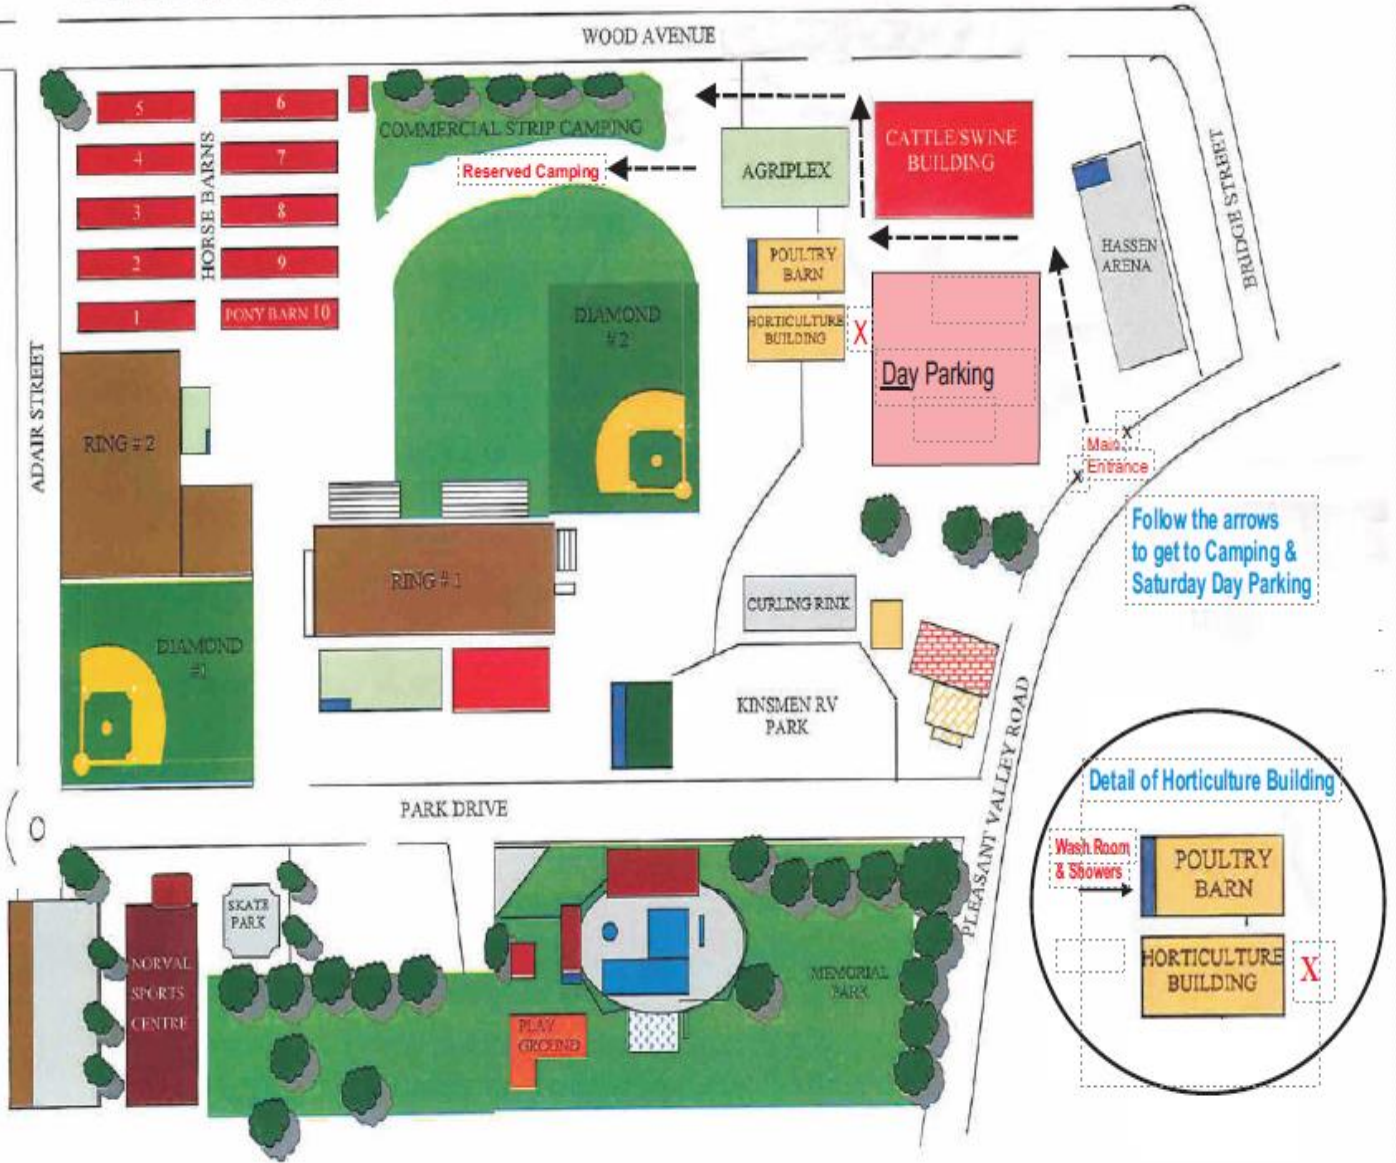 WOOD AVENUE
5
6
4
7
3
8
2
9
1
PONY BARN 10
HORSE BARNS
COMMERCIAL STRIP CAMPING
Reserved Camping
AGRIPLEX
CATTLE/SWINE
BUILDING
HASSEN
ARENA
BRIDGE STREET
POULTRY
BARN
HORTICULTURE
BUILDING
X
Day Parking
DIAMOND
#2
ADAIR STREET
RING # 2
x
Main
Entrance
x
Follow the arrows
to get to Camping &
Saturday Day Parking
RING # 1
CURLING RINK
DIAMOND
#1
KINSMEN RV
PARK
PLEASANT VALLEY ROAD
PARK DRIVE
Detail of Horticulture Building
Wash Room
& Showers
POULTRY
BARN
HORTICULTURE
BUILDING
X
SKATE
PARK
NORVAL
SPORTS
CENTRE
MEMORIAL
PARK
PLAY
GROUND